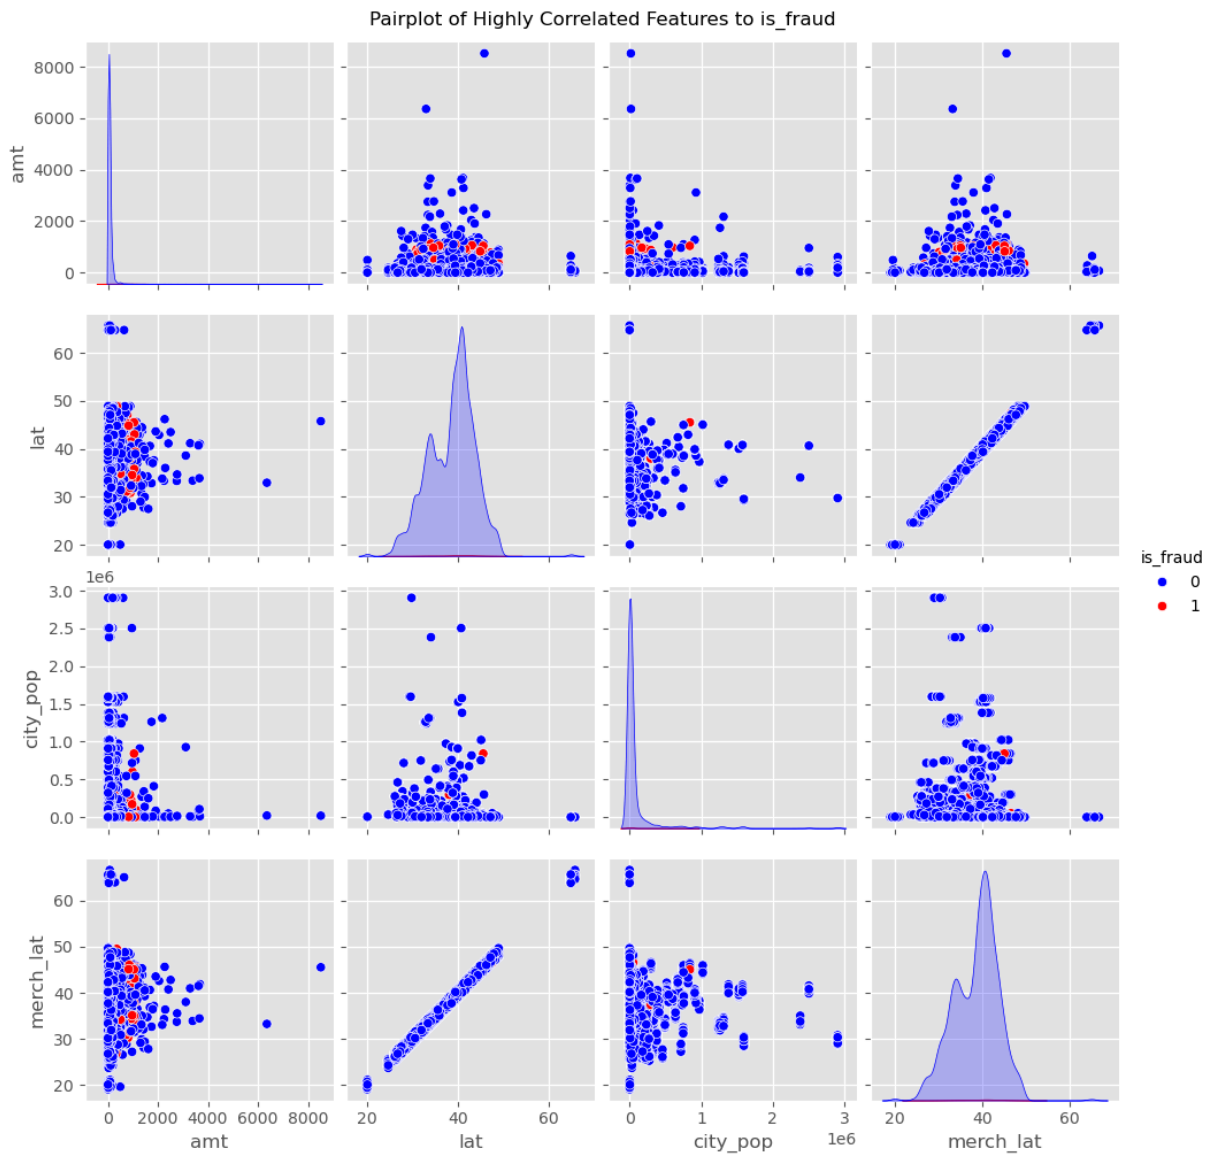 Pairplot of Highly Correlated Features to is_fraud
8000
6000
4000
2000
0
amt
60
50
40
30
20
lat
1e6
3.0
2.5
2.0
1.5
1.0
0.5
0.0
city_pop
is_fraud
0
1
60
50
40
30
20
merch_lat
0 2000 4000 6000 8000
20 40 60
0 1 2 3
20 40 60
1e6
amt lat city_pop merch_lat